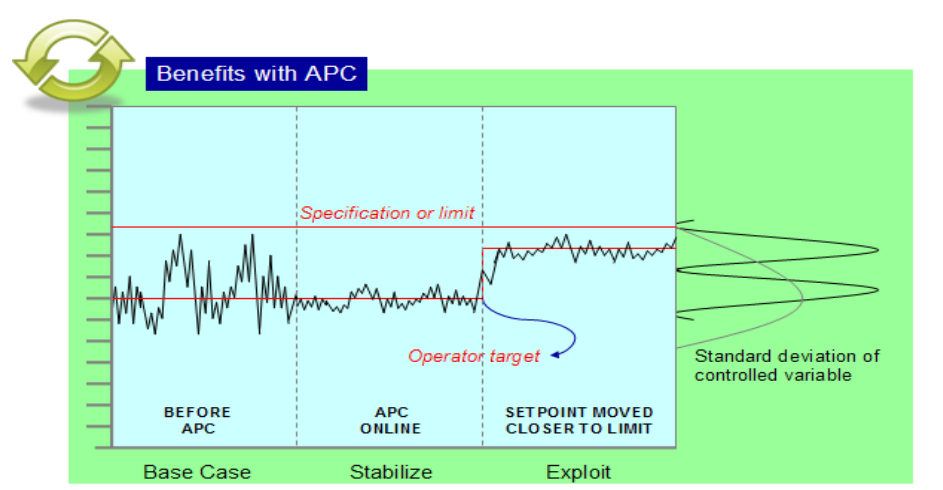 Benefits with APC
Specification or limit
Operator target
Standard deviation of
controlled variable
BEFORE
APC
APC
ONLINE
SETPOINT MOVED
CLOSER TO LIMIT
Base Case
Stabilize
Exploit